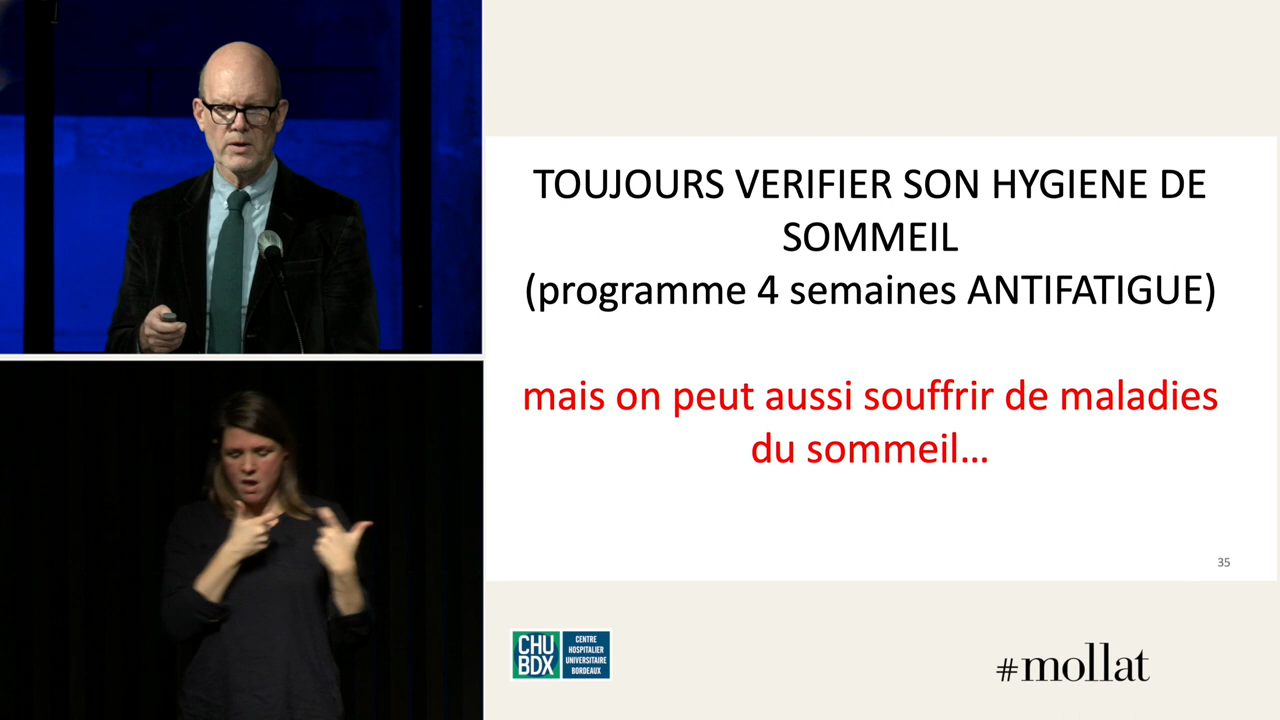 TOUJOURS VERIFIER SON HYGIENE DE
SOMMEIL
(programme 4 semaines ANTIFATIGUE)
mais on peut aussi souffrir de maladies
du sommeil...
35
CHU
BDX
CENTRE
HOSPITALIER
UNIVERSITAIRE
BORDEAUX
#mollat